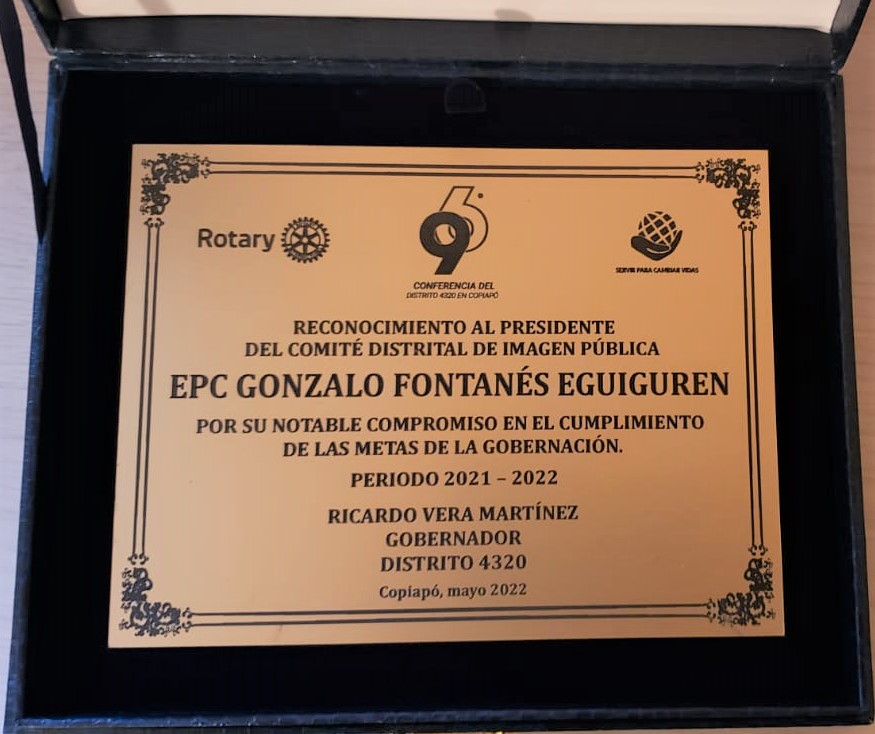 Rotary
96°
CONFERENCIA DEL
DISTRITO 4320 EN COPIAPÓ
SERVIR PARA CAMBIAR VIDAS
RECONOCIMIENTO AL PRESIDENTE
DEL COMITÉ DISTRITAL DE IMAGEN PÚBLICA
EPC GONZALO FONTANÉS EGUIGUREN
POR SU NOTABLE COMPROMISO EN EL CUMPLIMIENTO
DE LAS METAS DE LA GOBERNACIÓN.
PERIODO 2021 – 2022
RICARDO VERA MARTÍNEZ
GOBERNADOR
DISTRITO 4320
Copiapó, mayo 2022